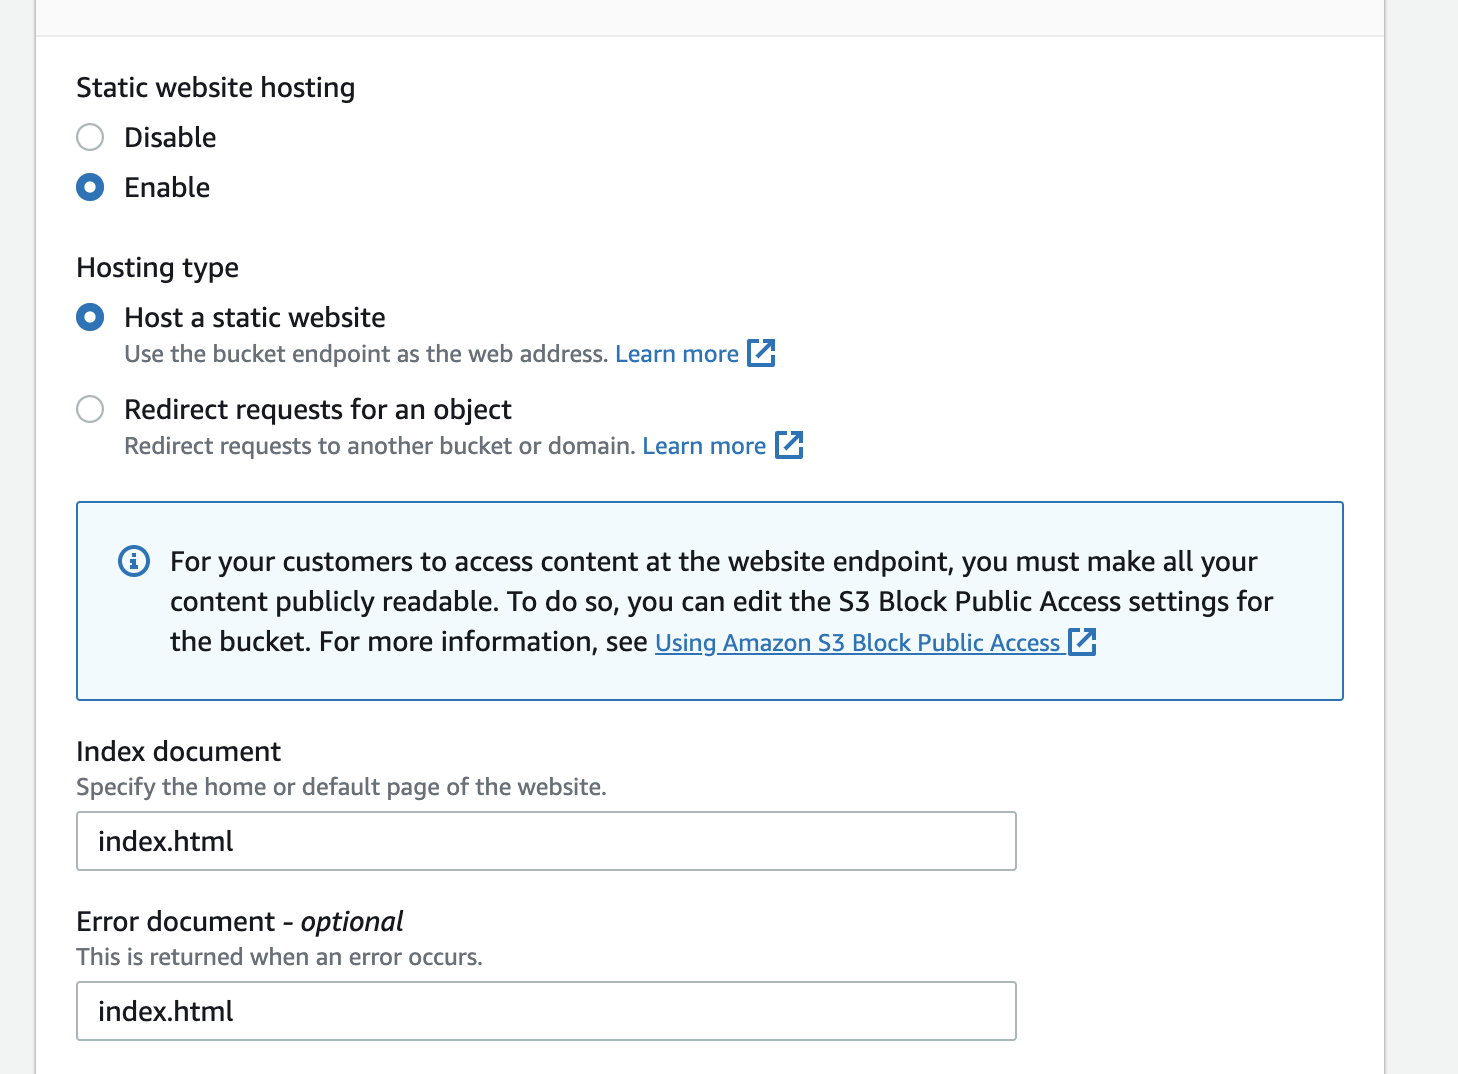 Static website hosting
Disable
Enable
Hosting type
Host a static website
Use the bucket endpoint as the web address. Learn more
Redirect requests for an object
Redirect requests to another bucket or domain. Learn more
For your customers to access content at the website endpoint, you must make all your
content publicly readable. To do so, you can edit the S3 Block Public Access settings for
the bucket. For more information, see Using Amazon S3 Block Public Access
Index document
Specify the home or default page of the website.
index.html
Error document - optional
This is returned when an error occurs.
index.html